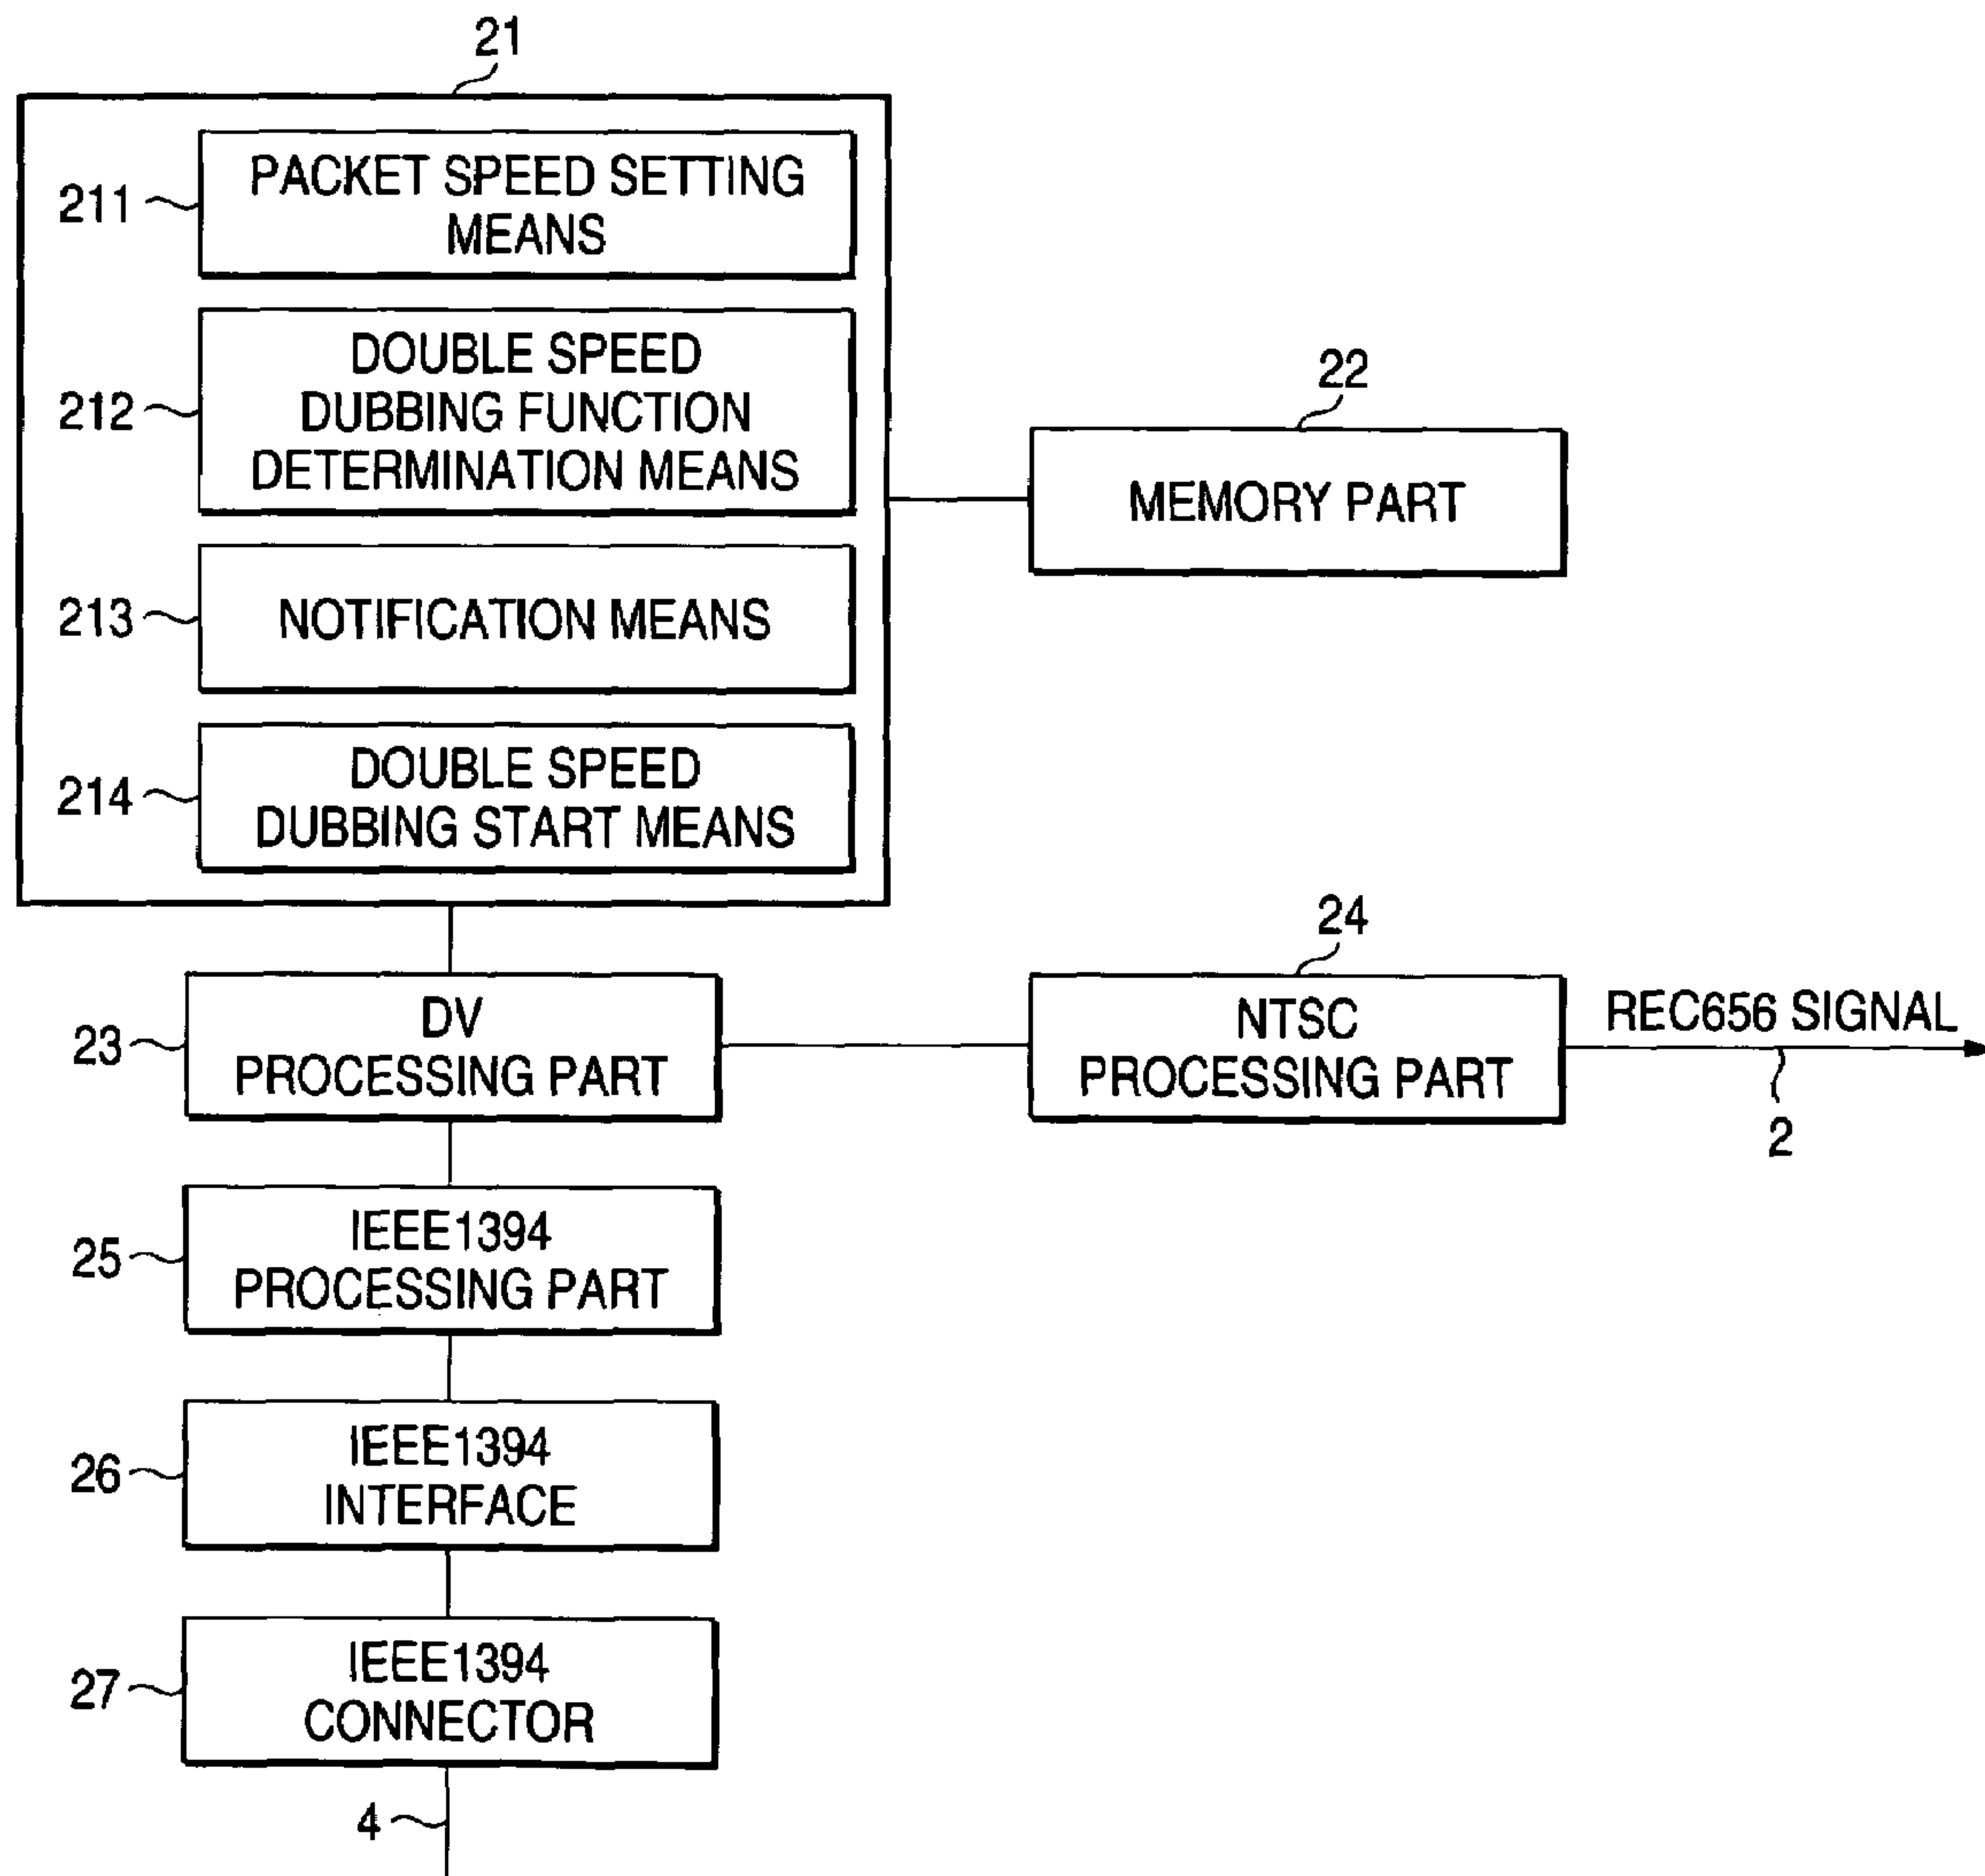 21
211
PACKET SPEED SETTING
MEANS
212
DOUBLE SPEED
DUBBING FUNCTION
DETERMINATION MEANS
22
MEMORY PART
213
NOTIFICATION MEANS
214
DOUBLE SPEED
DUBBING START MEANS
23
DV
PROCESSING PART
24
NTSC
PROCESSING PART
REC656 SIGNAL
2
25
IEEE1394
PROCESSING PART
26
IEEE1394
INTERFACE
27
IEEE1394
CONNECTOR
4